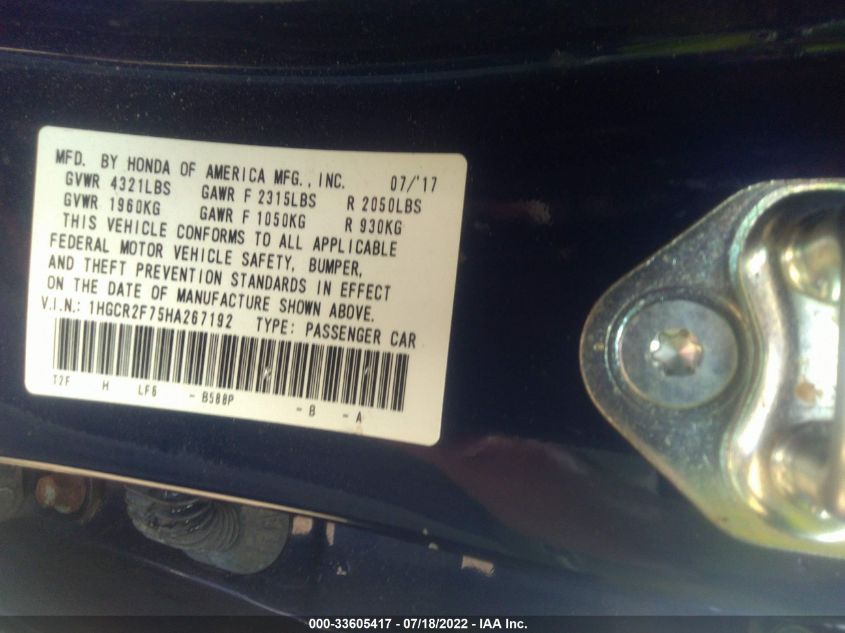 MFD. BY HONDA OF AMERICA MFG., INC. 07/'17
GVWR 4321LBS GAWR F 2315LBS R 2050LBS
GVWR 1960KG GAWR F 1050KG R 930KG
THIS VEHICLE CONFORMS TO ALL APPLICABLE
FEDERAL MOTOR VEHICLE SAFETY, BUMPER,
AND THEFT PREVENTION STANDARDS IN EFFECT
ON THE DATE OF MANUFACTURE SHOWN ABOVE.
V.I.N.: 1HGCR2F75HA267192 TYPE: PASSENGER CAR
T2F H LF6 - B588P - B - A
000-33605417 - 07/18/2022 - IAA Inc.